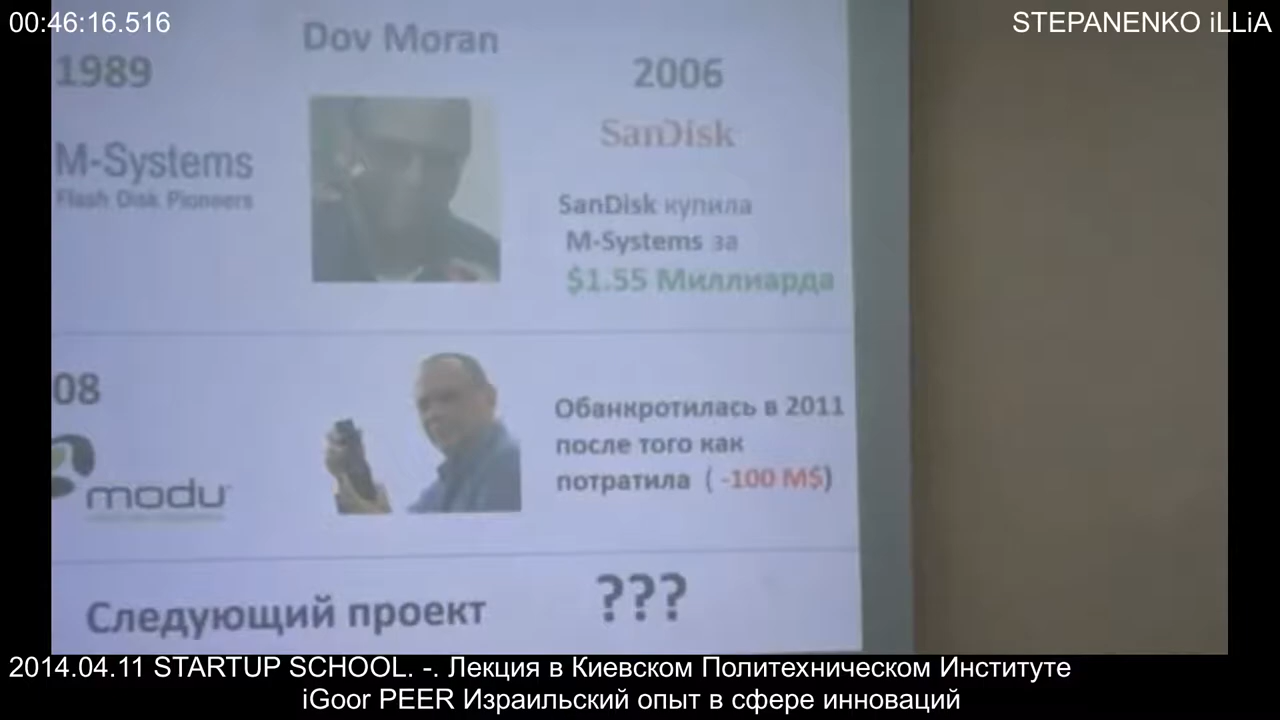 00:46:16.516
STEPANENKO iLLiA
Dov Moran
1989
2006
M-Systems
Flash Disk Pioneers
SanDisk
SanDisk купила
M-Systems за
$1.55 Миллиарда
08
modu
Обанкротилась в 2011
после того как
потратила ( -100 M$)
Следующий проект
???
2014.04.11 STARTUP SCHOOL. -. Лекция в Киевском Политехническом Институте
iGoor PEER Израильский опыт в сфере инноваций